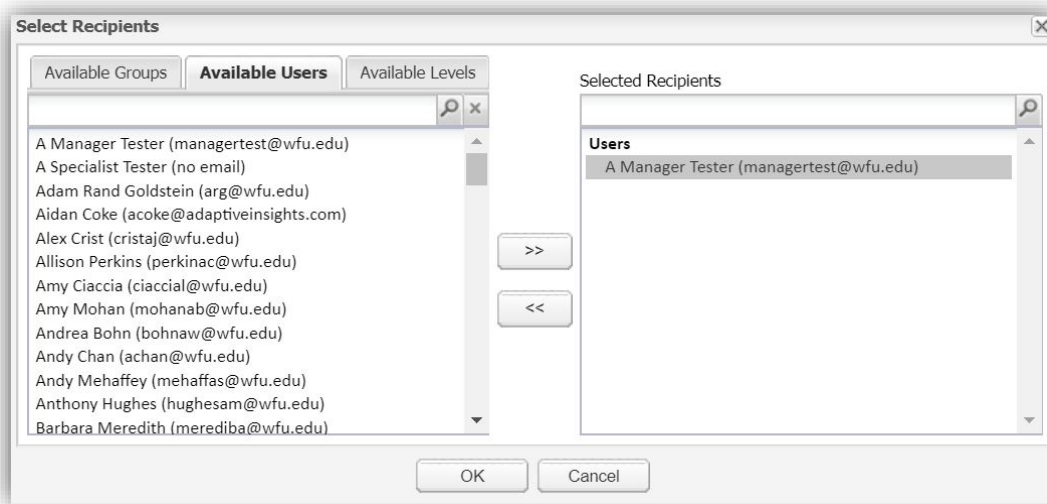 Select Recipients
Available Groups
Available Users
Available Levels
A Manager Tester (managertest@wfu.edu)
A Specialist Tester (no email)
Adam Rand Goldstein (arg@wfu.edu)
Aidan Coke (acoke@adaptiveinsights.com)
Alex Crist (cristaj@wfu.edu)
Allison Perkins (perkinac@wfu.edu)
Amy Ciaccia (ciaccial@wfu.edu)
Amy Mohan (mohanab@wfu.edu)
Andrea Bohn (bohnaw@wfu.edu)
Andy Chan (achan@wfu.edu)
Andy Mehaffey (mehaffas@wfu.edu)
Anthony Hughes (hughesam@wfu.edu)
Barbara Meredith (merediba@wfu.edu)
>>
<<
Selected Recipients
Users
A Manager Tester (managertest@wfu.edu)
OK
Cancel